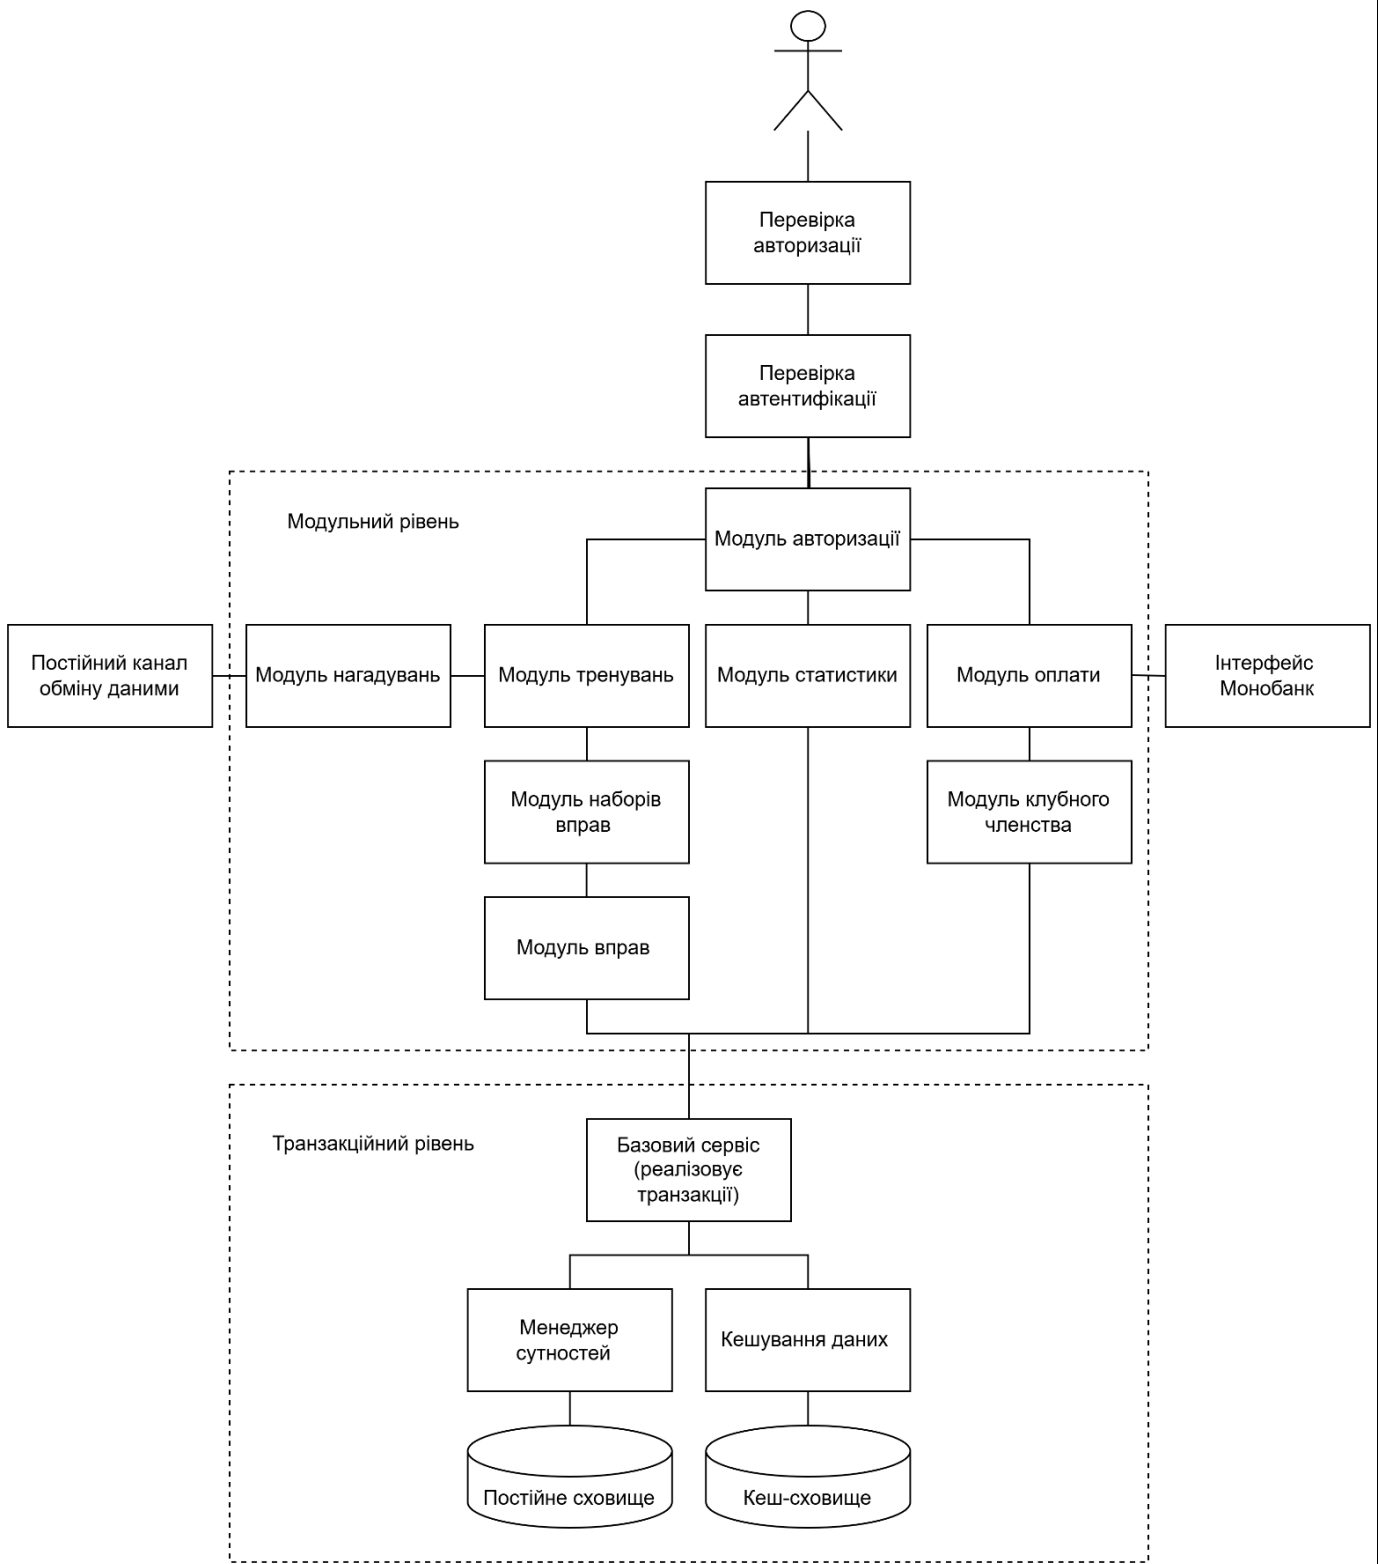 Перевірка
авторизації
Перевірка
автентифікації
Модульний рівень
Модуль авторизації
Постійний канал
обміну даними
Модуль нагадувань
Модуль тренувань
Модуль статистики
Модуль оплати
Інтерфейс
Монобанк
Модуль наборів
вправ
Модуль клубного
членства
Модуль вправ
Транзакційний рівень
Базовий сервіс
(реалізовує
транзакції)
Менеджер
сутностей
Кешування даних
Постійне сховище
Кеш-сховище